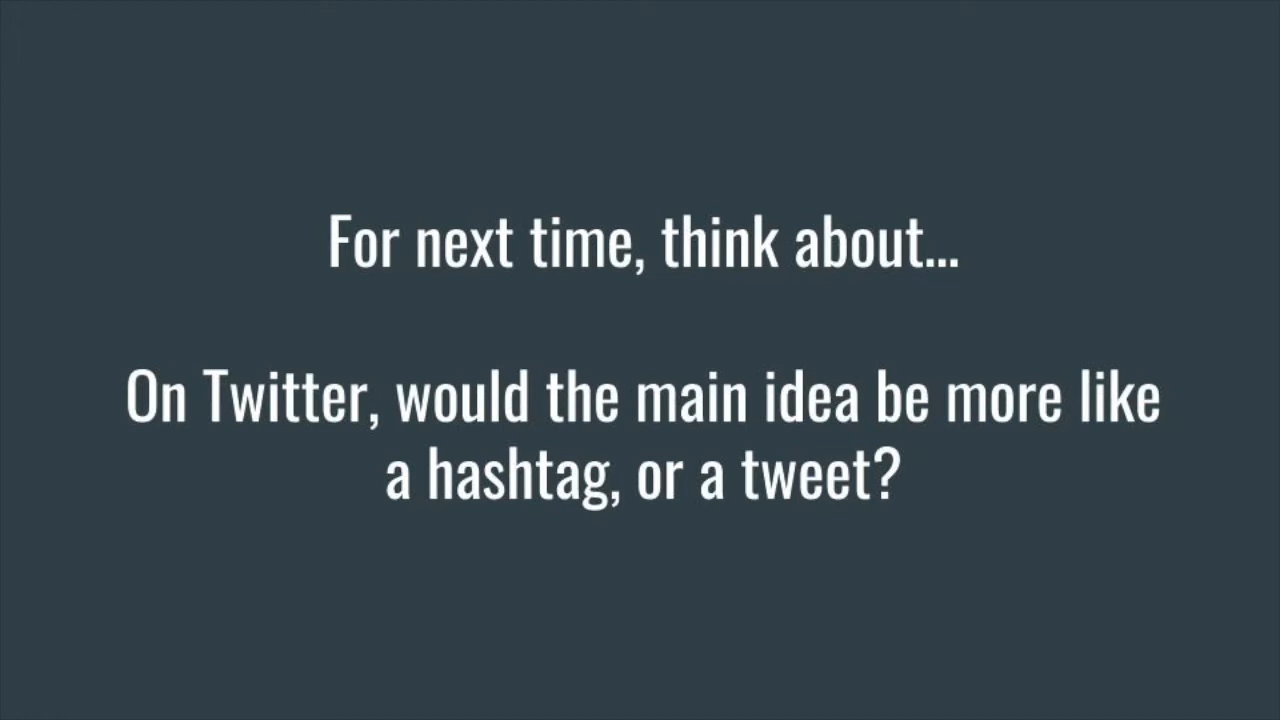 For next time, think about...
On Twitter, would the main idea be more like
a hashtag, or a tweet?